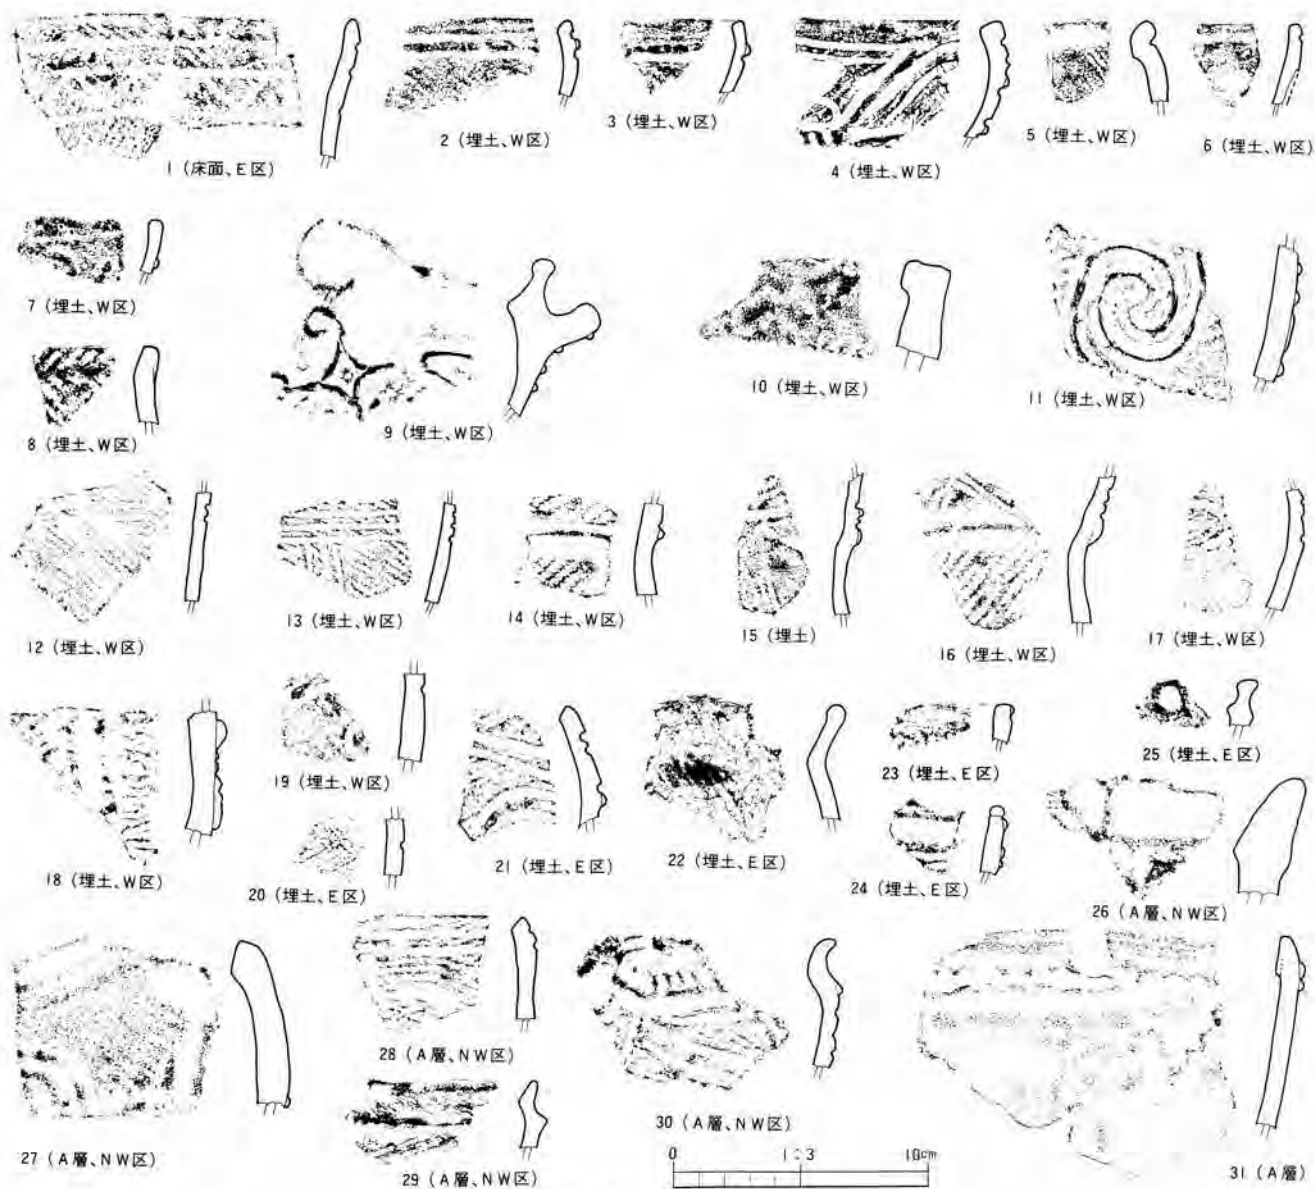 1 (床面、E区)
2 (埋土、W区)
3 (埋土、W区)
4 (埋土、W区)
5 (埋土、W区)
6 (埋土、W区)
7 (埋土、W区)
8 (埋土、W区)
9 (埋土、W区)
10 (埋土、W区)
11 (埋土、W区)
12 (埋土、W区)
13 (埋土、W区)
14 (埋土、W区)
15 (埋土)
16 (埋土、W区)
17 (埋土、W区)
18 (埋土、W区)
19 (埋土、W区)
20 (埋土、E区)
21 (埋土、E区)
22 (埋土、E区)
23 (埋土、E区)
24 (埋土、E区)
25 (埋土、E区)
26 (A層、NW区)
27 (A層、NW区)
28 (A層、NW区)
29 (A層、NW区)
30 (A層、NW区)
31 (A層)
0 1:3 10cm